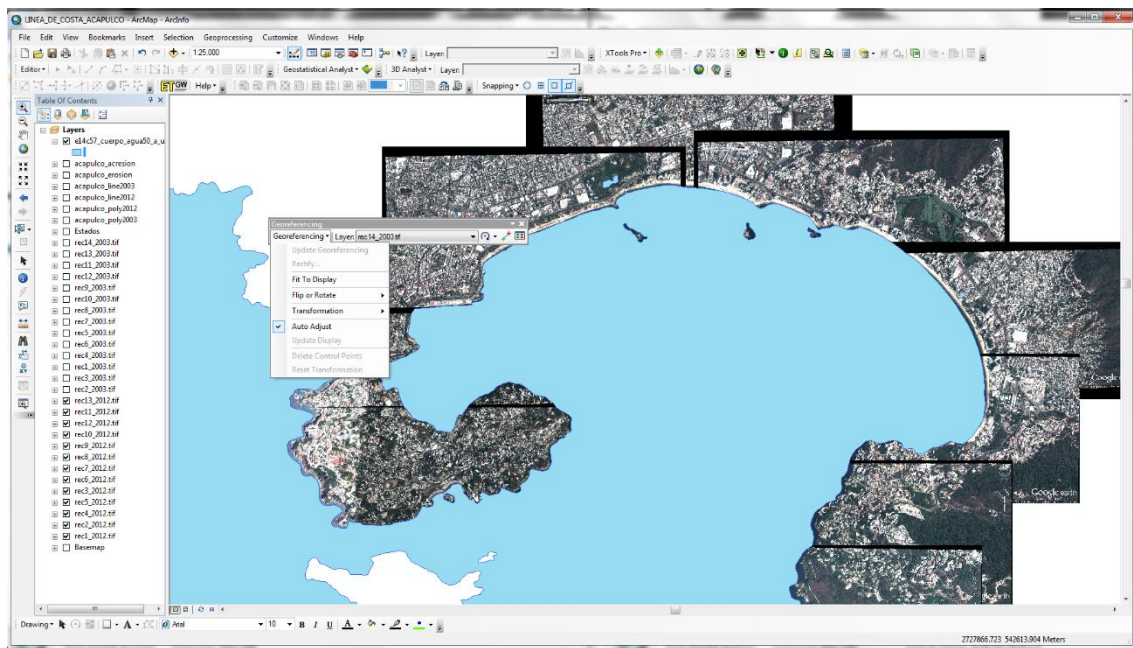 LINEA_DE_COSTA_ACAPULCO - ArcMap - ArcInfo
File Edit View Bookmarks Insert Selection Geoprocessing Customize Windows Help
1:25,000 Layer: XTools Pro
Editor Geostatistical Analyst 3D Analyst Layer:
ET GW Help Snapping
Table Of Contents
Layers
e14c57_cuerpo_agua50_a_u
acapulco_acresion
acapulco_erosion
acapulco_line2003
acapulco_line2012
acapulco_poly2012
acapulco_poly2003
Estados
rec14_2003.tif
rec13_2003.tif
rec11_2003.tif
rec12_2003.tif
rec9_2003.tif
rec10_2003.tif
rec8_2003.tif
rec7_2003.tif
rec5_2003.tif
rec6_2003.tif
rec4_2003.tif
rec1_2003.tif
rec3_2003.tif
rec2_2003.tif
rec13_2012.tif
rec11_2012.tif
rec12_2012.tif
rec10_2012.tif
rec9_2012.tif
rec8_2012.tif
rec7_2012.tif
rec6_2012.tif
rec3_2012.tif
rec5_2012.tif
rec4_2012.tif
rec2_2012.tif
rec1_2012.tif
Basemap
Georeferencing
Georeferencing Layer: rec14_2003.tif
Update Georeferencing
Rectify...
Fit To Display
Flip or Rotate
Transformation
Auto Adjust
Update Display
Delete Control Points
Reset Transformation
Google
Google earth
Drawing A Arial 10 B I U A
2727866.723 542613.904 Meters